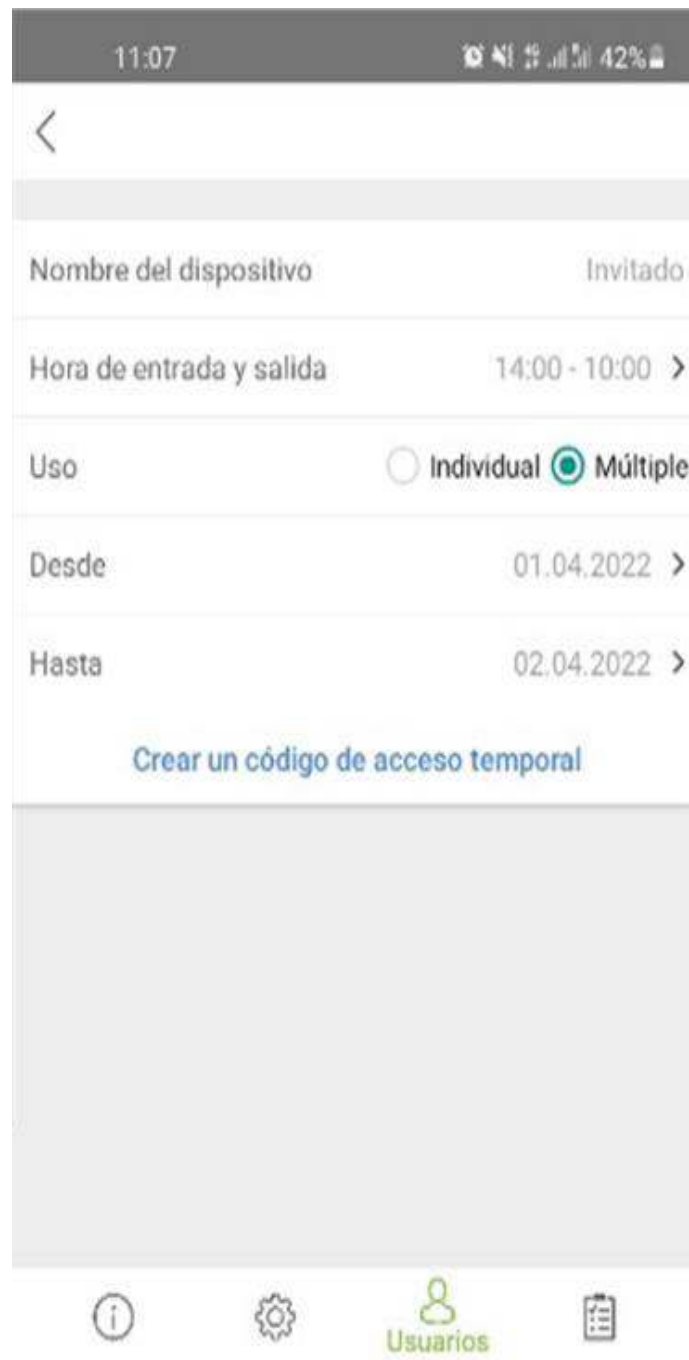 11:07 42%
Nombre del dispositivo Invitado
Hora de entrada y salida 14:00 - 10:00
Uso Individual Múltiple
Desde 01.04.2022
Hasta 02.04.2022
Crear un código de acceso temporal
Usuarios